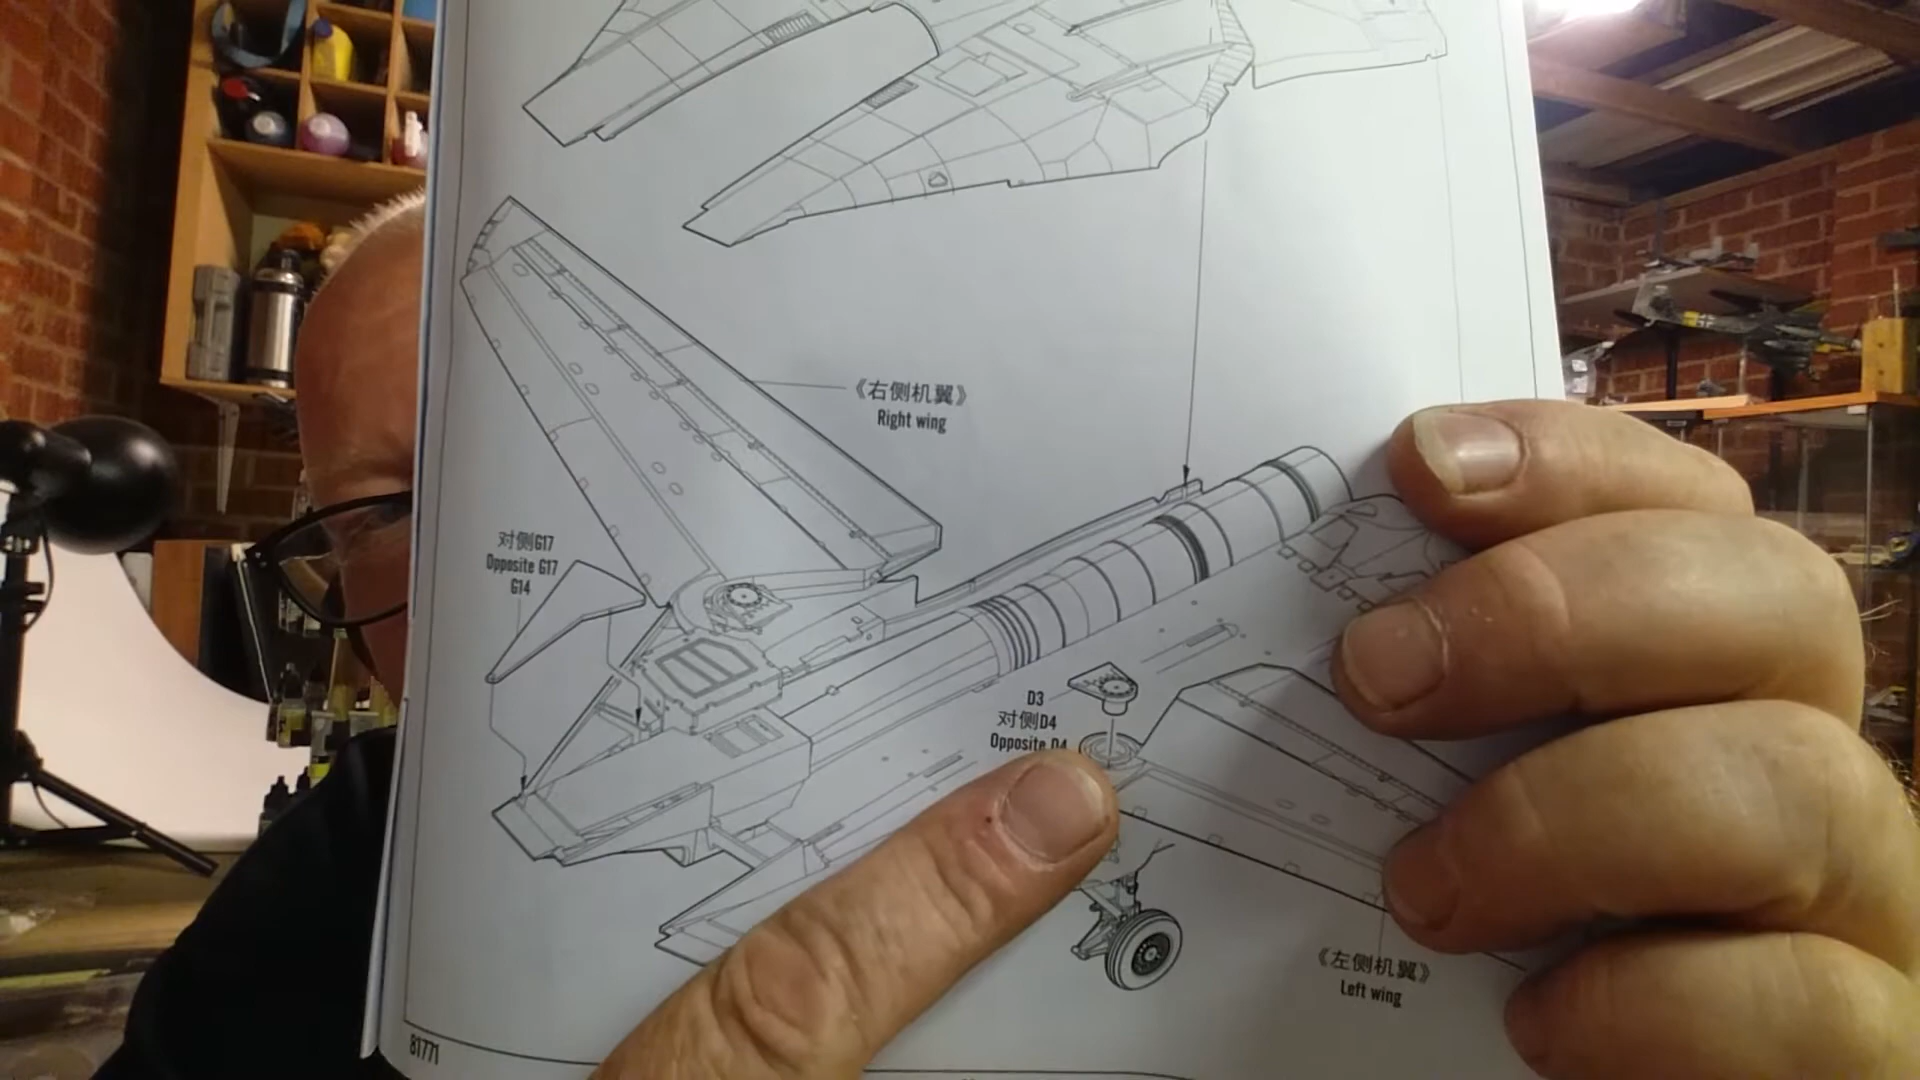 《右侧机翼》
Right wing
对侧G17
Opposite G17
G14
D3
对侧D4
Opposite D4
《左侧机翼》
Left wing
81771